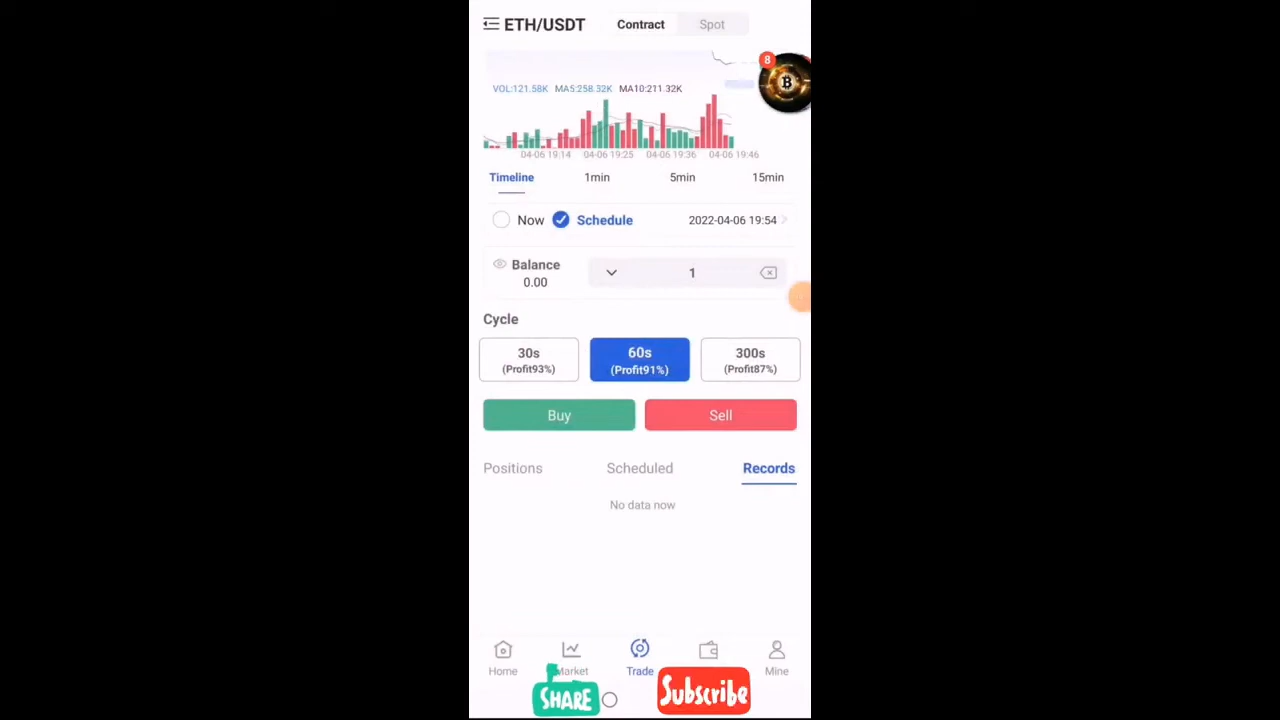 ETH/USDT Contract Spot
8
VOL:121.58K MA5:258.32K MA10:211.32K
04-06 19:14 04-06 19:25 04-06 19:36 04-06 19:46
Timeline 1min 5min 15min
Now Schedule 2022-04-06 19:54
Balance
0.00
1
Cycle
30s 60s 300s
(Profit93%) (Profit91%) (Profit87%)
Buy Sell
Positions Scheduled Records
No data now
Home Market Trade Mine
SHARE Subscribe